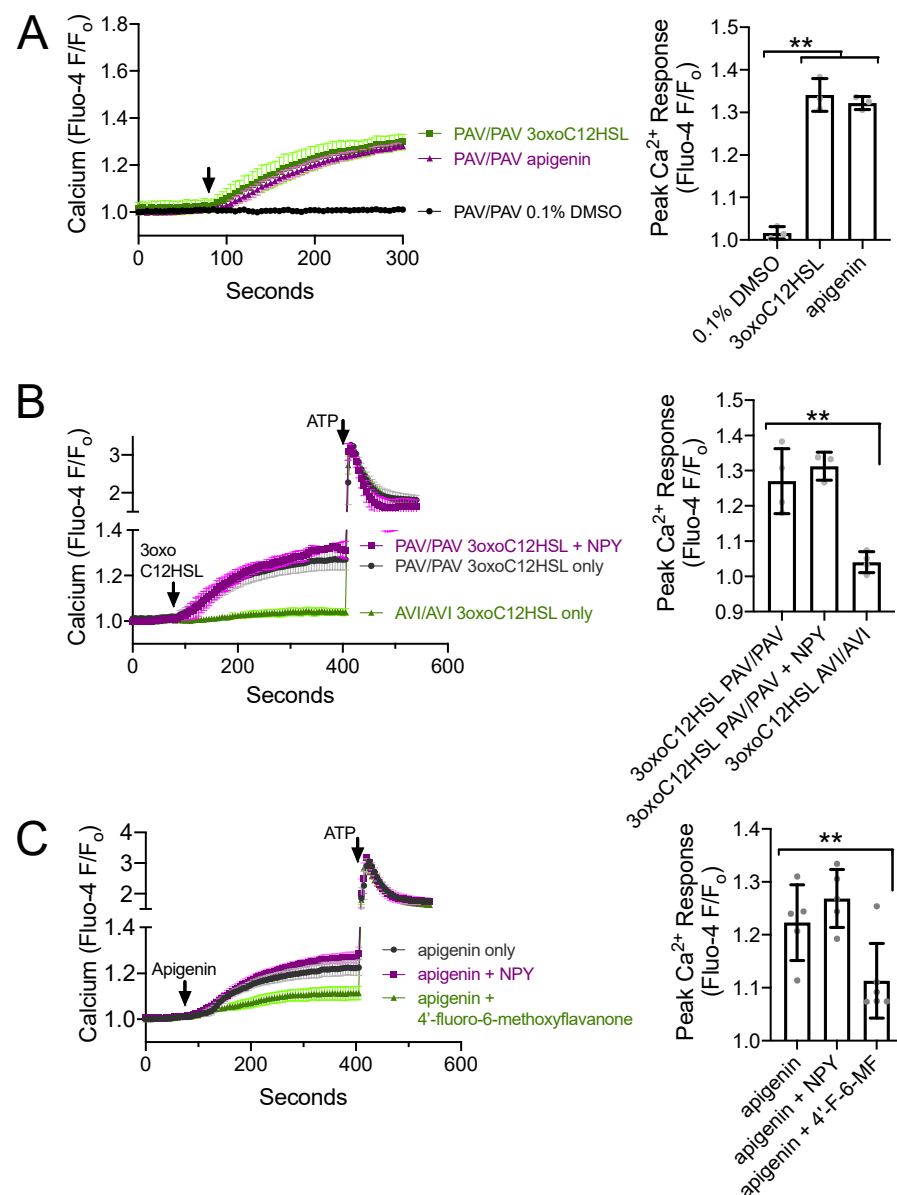 A
Calcium (Fluo-4 F/Fo)
1.8
1.6
1.4
1.2
1.0
0
100
200
300
Seconds
PAV/PAV 3oxoC12HSL
PAV/PAV apigenin
PAV/PAV 0.1% DMSO
Peak Ca2+ Response
(Fluo-4 F/Fo)
1.5
1.4
1.3
1.2
1.1
1.0
**
0.1% DMSO
3oxoC12HSL
apigenin
B
Calcium (Fluo-4 F/Fo)
3
2
1.4
1.2
1.0
0
200
400
600
Seconds
3oxo
C12HSL
ATP
PAV/PAV 3oxoC12HSL + NPY
PAV/PAV 3oxoC12HSL only
AVI/AVI 3oxoC12HSL only
Peak Ca2+ Response
(Fluo-4 F/Fo)
1.5
1.4
1.3
1.2
1.1
1.0
0.9
**
3oxoC12HSL PAV/PAV
3oxoC12HSL PAV/PAV + NPY
3oxoC12HSL AVI/AVI
C
Calcium (Fluo-4 F/Fo)
4
3
2
1.4
1.2
1.0
0
200
400
600
Seconds
Apigenin
ATP
apigenin only
apigenin + NPY
apigenin +
4'-fluoro-6-methoxyflavanone
Peak Ca2+ Response
(Fluo-4 F/Fo)
1.4
1.3
1.2
1.1
1.0
**
apigenin
apigenin + NPY
apigenin + 4'-F-6-MF